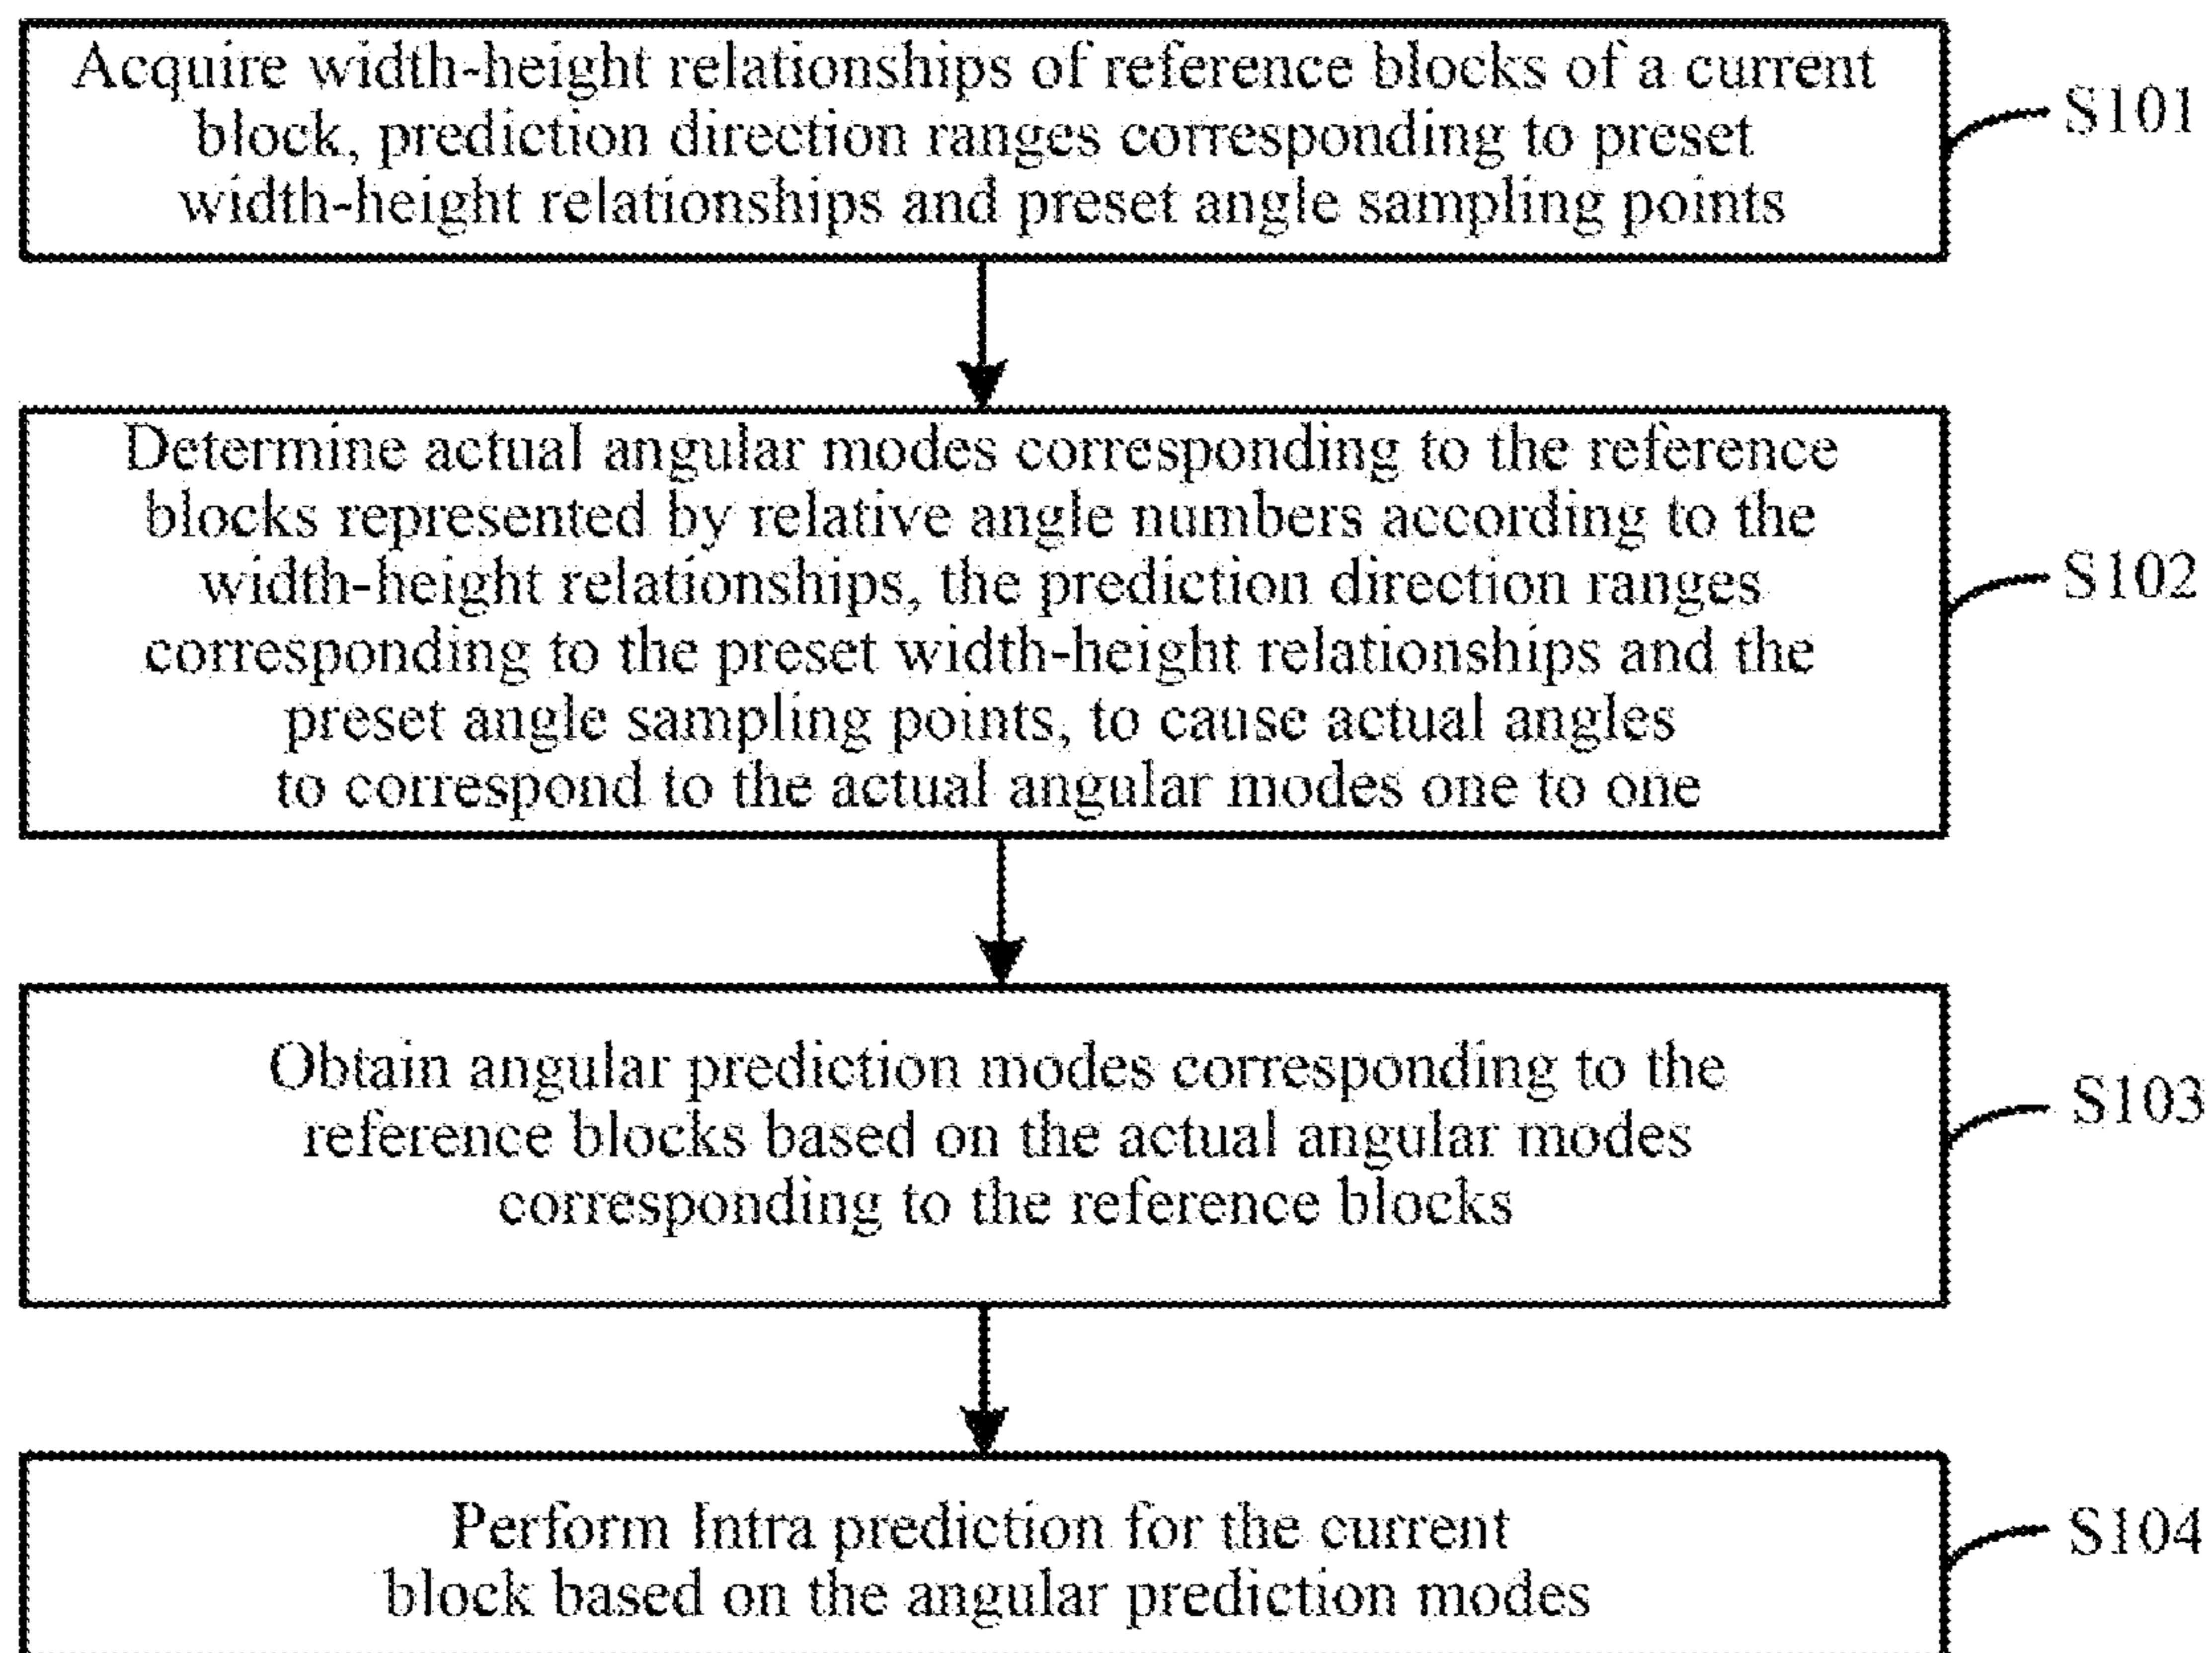 Acquire width-height relationships of reference blocks of a current
block, prediction direction ranges corresponding to preset
width-height relationships and preset angle sampling points
S101
Determine actual angular modes corresponding to the reference
blocks represented by relative angle numbers according to the
width-height relationships, the prediction direction ranges
corresponding to the preset width-height relationships and the
preset angle sampling points, to cause actual angles
to correspond to the actual angular modes one to one
S102
Obtain angular prediction modes corresponding to the
reference blocks based on the actual angular modes
corresponding to the reference blocks
S103
Perform Intra prediction for the current
block based on the angular prediction modes
S104